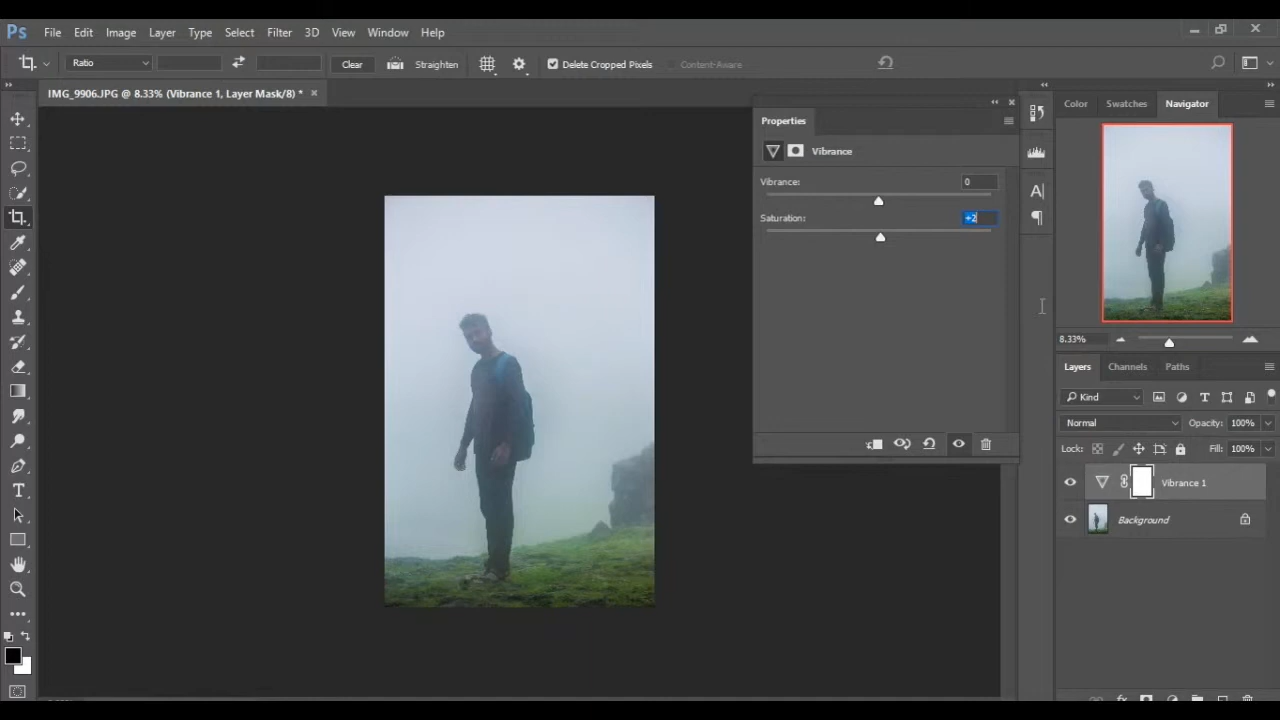 Ps File Edit Image Layer Type Select Filter 3D View Window Help
Ratio Clear Straighten Delete Cropped Pixels Content-Aware
IMG_9906.JPG @ 8.33% (Vibrance 1, Layer Mask/8) *
Properties
Vibrance
Vibrance: 0
Saturation: +2
Color Swatches Navigator
8.33%
Layers Channels Paths
Kind
Normal Opacity: 100%
Lock: Fill: 100%
Vibrance 1
Background